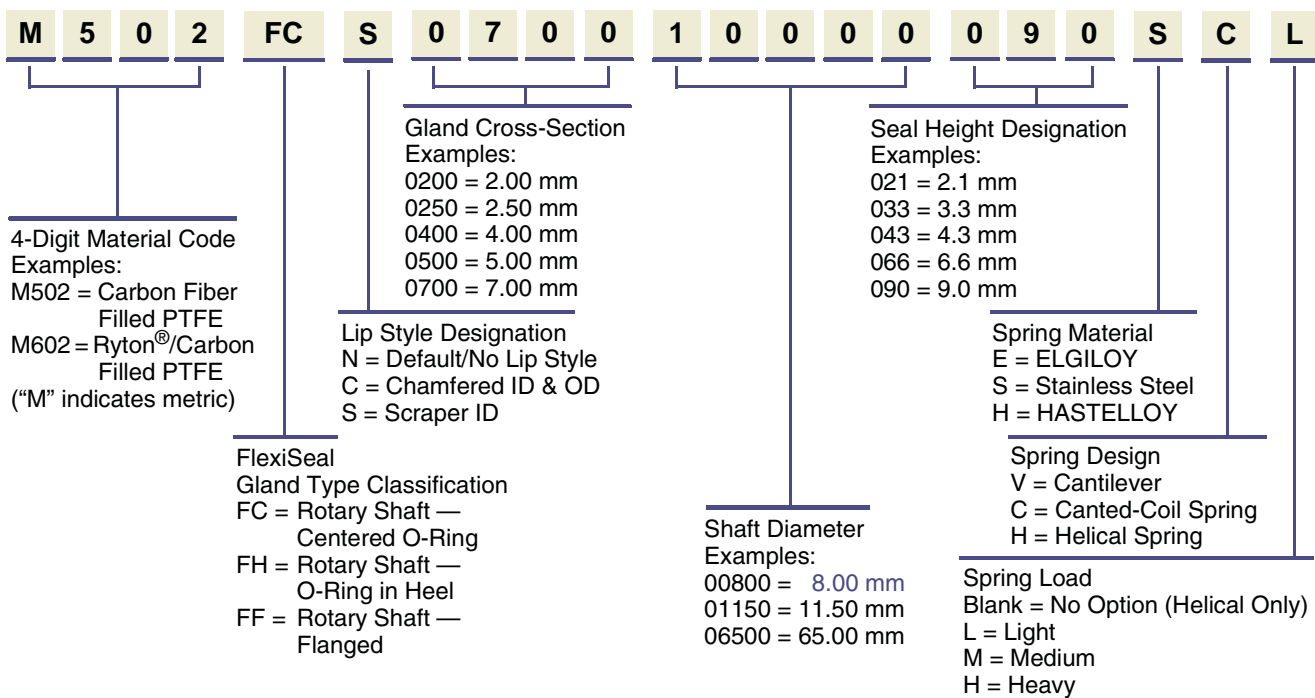 M 5 0 2 FC S 0 7 0 0 1 0 0 0 0 0 9 0 S C L
Gland Cross-Section
Examples:
0200 = 2.00 mm
0250 = 2.50 mm
0400 = 4.00 mm
0500 = 5.00 mm
0700 = 7.00 mm
Seal Height Designation
Examples:
021 = 2.1 mm
033 = 3.3 mm
043 = 4.3 mm
066 = 6.6 mm
090 = 9.0 mm
4-Digit Material Code
Examples:
M502 = Carbon Fiber
Filled PTFE
M602 = Ryton®/Carbon
Filled PTFE
(“M” indicates metric)
Lip Style Designation
N = Default/No Lip Style
C = Chamfered ID & OD
S = Scraper ID
Spring Material
E = ELGILOY
S = Stainless Steel
H = HASTELLOY
FlexiSeal
Gland Type Classification
FC = Rotary Shaft —
Centered O-Ring
FH = Rotary Shaft —
O-Ring in Heel
FF = Rotary Shaft —
Flanged
Spring Design
V = Cantilever
C = Canted-Coil Spring
H = Helical Spring
Shaft Diameter
Examples:
00800 = 8.00 mm
01150 = 11.50 mm
06500 = 65.00 mm
Spring Load
Blank = No Option (Helical Only)
L = Light
M = Medium
H = Heavy